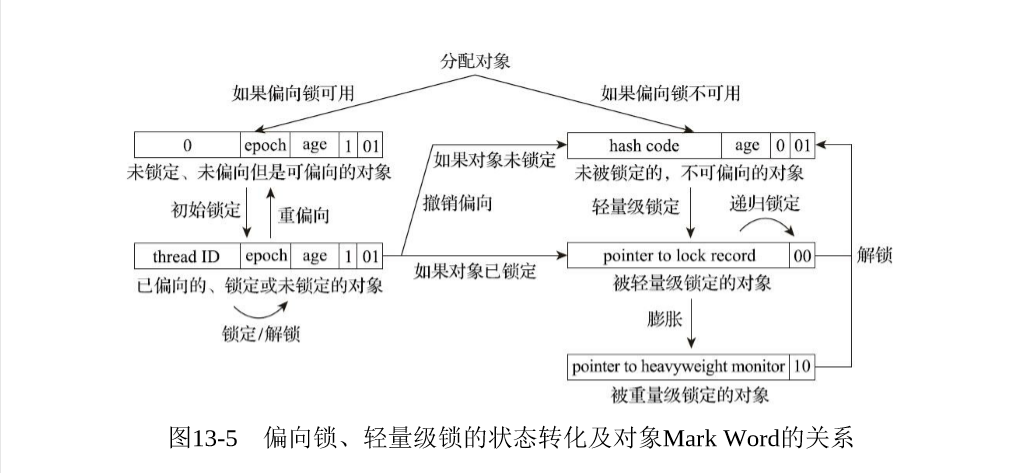 分配对象
如果偏向锁可用
如果偏向锁不可用
0 epoch age 1 01
hash code age 0 01
未锁定、未偏向但是可偏向的对象
如果对象未锁定
未被锁定的，不可偏向的对象
初始锁定
重偏向
撤销偏向
轻量级锁定
递归锁定
thread ID epoch age 1 01
pointer to lock record 00
解锁
如果对象已锁定
已偏向的、锁定或未锁定的对象
被轻量级锁定的对象
锁定/解锁
膨胀
pointer to heavyweight monitor 10
被重量级锁定的对象
图13-5 偏向锁、轻量级锁的状态转化及对象Mark Word的关系